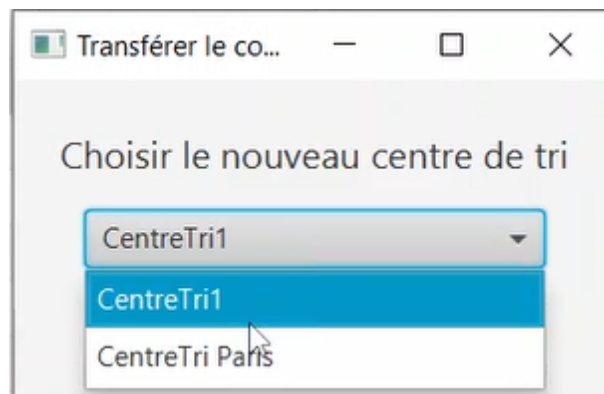 Transférer le co...
Choisir le nouveau centre de tri
CentreTri1
CentreTri1
CentreTri Paris